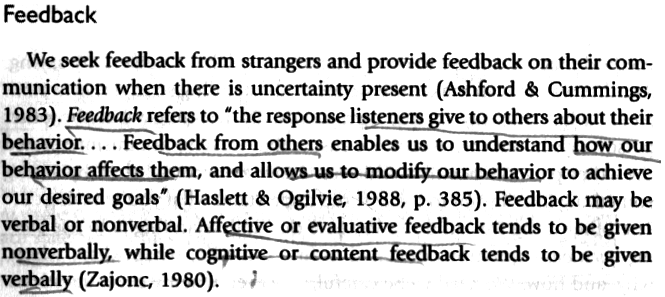 Feedback
We seek feedback from strangers and provide feedback on their com-
munication when there is uncertainty present (Ashford & Cummings,
1983). Feedback refers to "the response listeners give to others about their
behavior. . . . Feedback from others enables us to understand how our
behavior affects them, and allows us to modify our behavior to achieve
our desired goals" (Haslett & Ogilvie, 1988, p. 385). Feedback may be
verbal or nonverbal. Affective or evaluative feedback tends to be given
nonverbally, while cognitive or content feedback tends to be given
verbally (Zajonc, 1980).